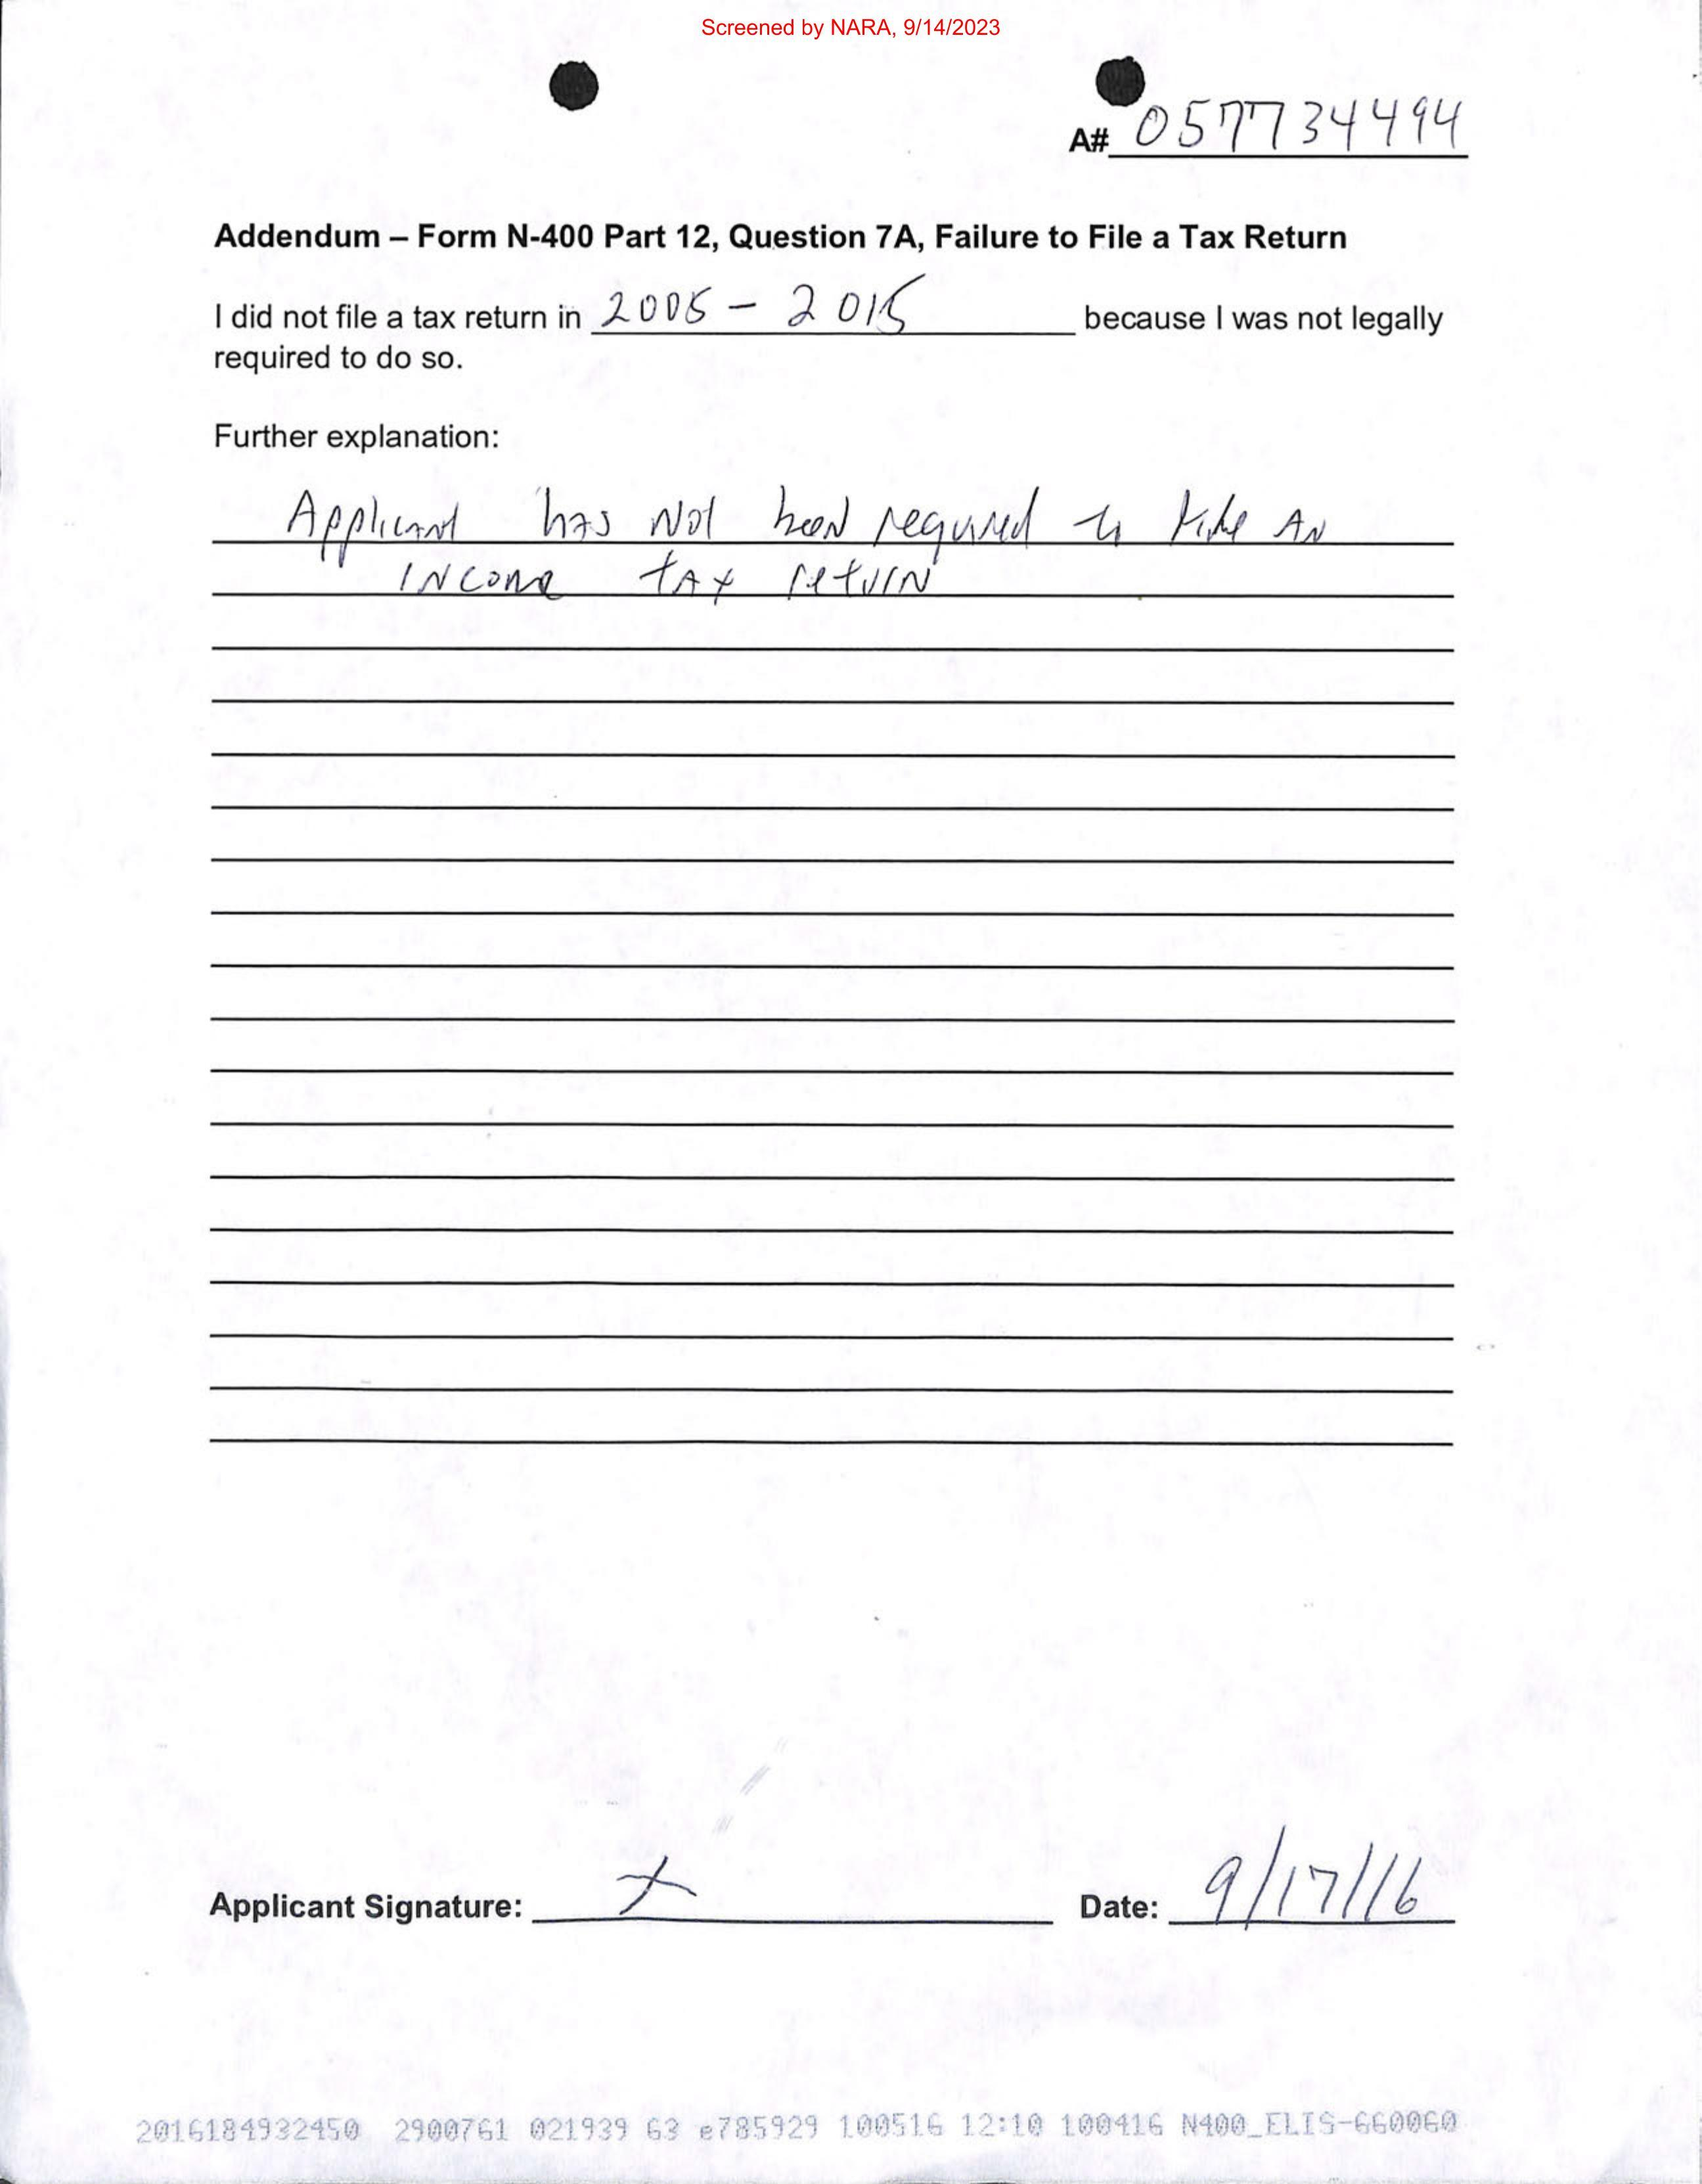 Screened by NARA, 9/14/2023
A# 057734494
Addendum – Form N-400 Part 12, Question 7A, Failure to File a Tax Return
I did not file a tax return in 2005 - 2015 because I was not legally
required to do so.
Further explanation:
Applicant has Not been required to file AN
INCOMe tAx retUrN
Applicant Signature: X Date: 9/17/16
2016184932450 2900761 021939 63 e785929 100516 12:10 100416 N400_ELIS-660060